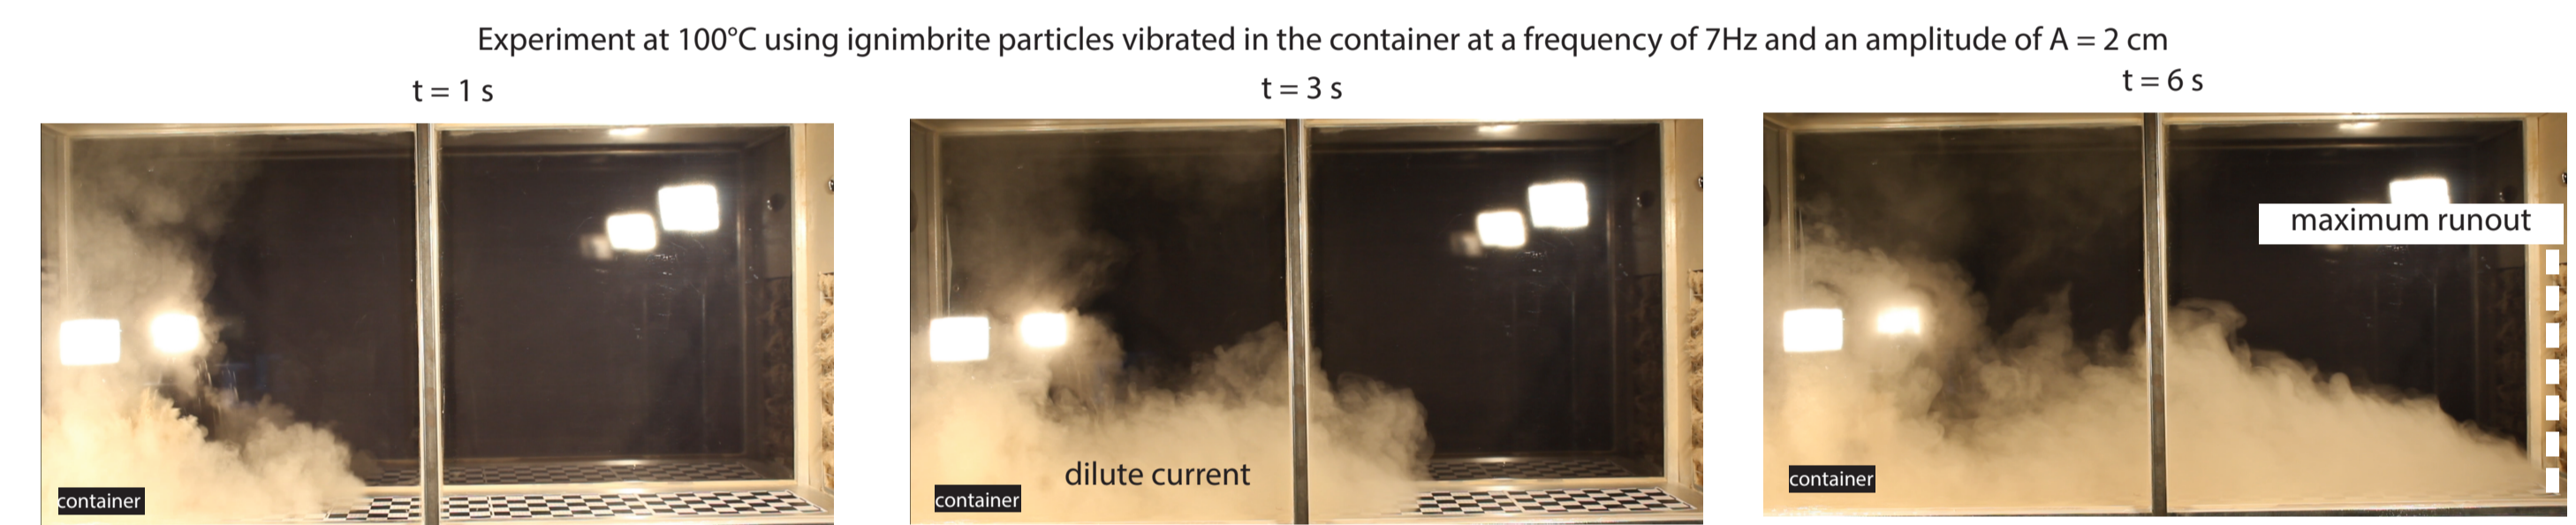 Experiment at 100°C using ignimbrite particles vibrated in the container at a frequency of 7Hz and an amplitude of A = 2 cm
t = 1 s
t = 3 s
t = 6 s
maximum runout
dilute current
container
container
container